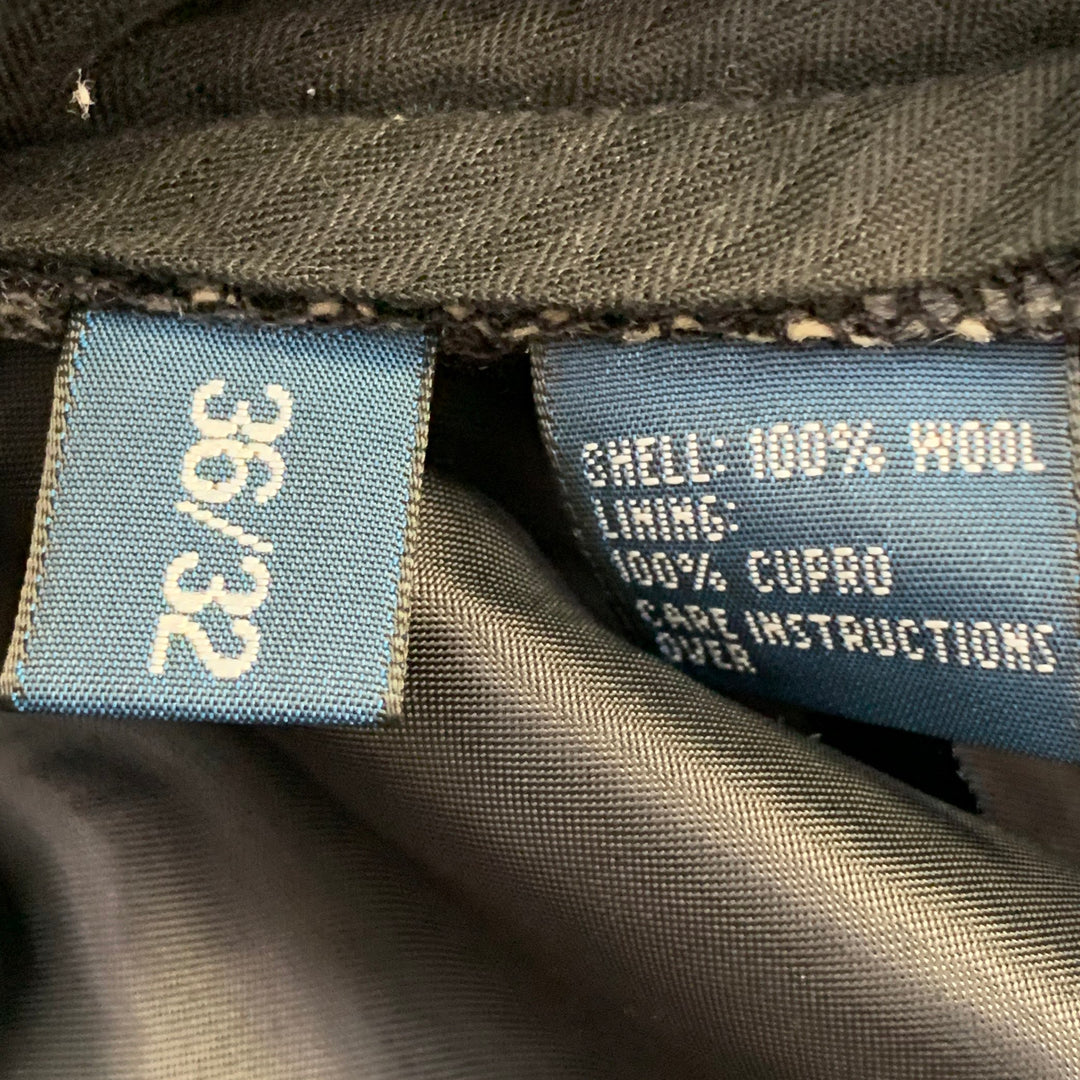 36/32
SHELL: 100% WOOL
LINING:
100% CUPRO
CARE INSTRUCTIONS
OVER